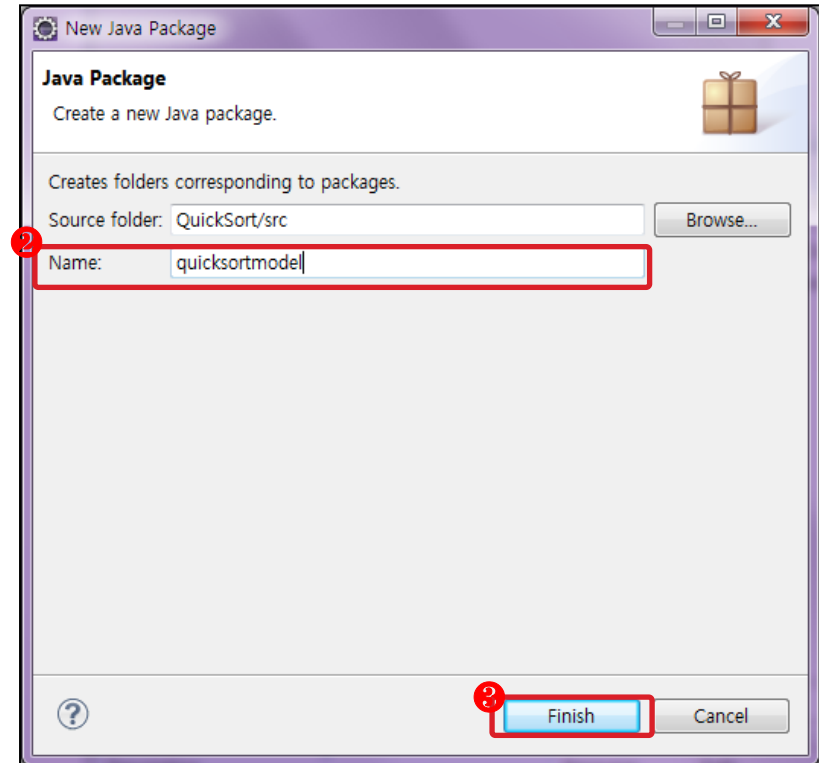 New Java Package
Java Package
Create a new Java package.
Creates folders corresponding to packages.
Source folder: QuickSort/src Browse...
2
Name: quicksortmodel
3
? Finish Cancel